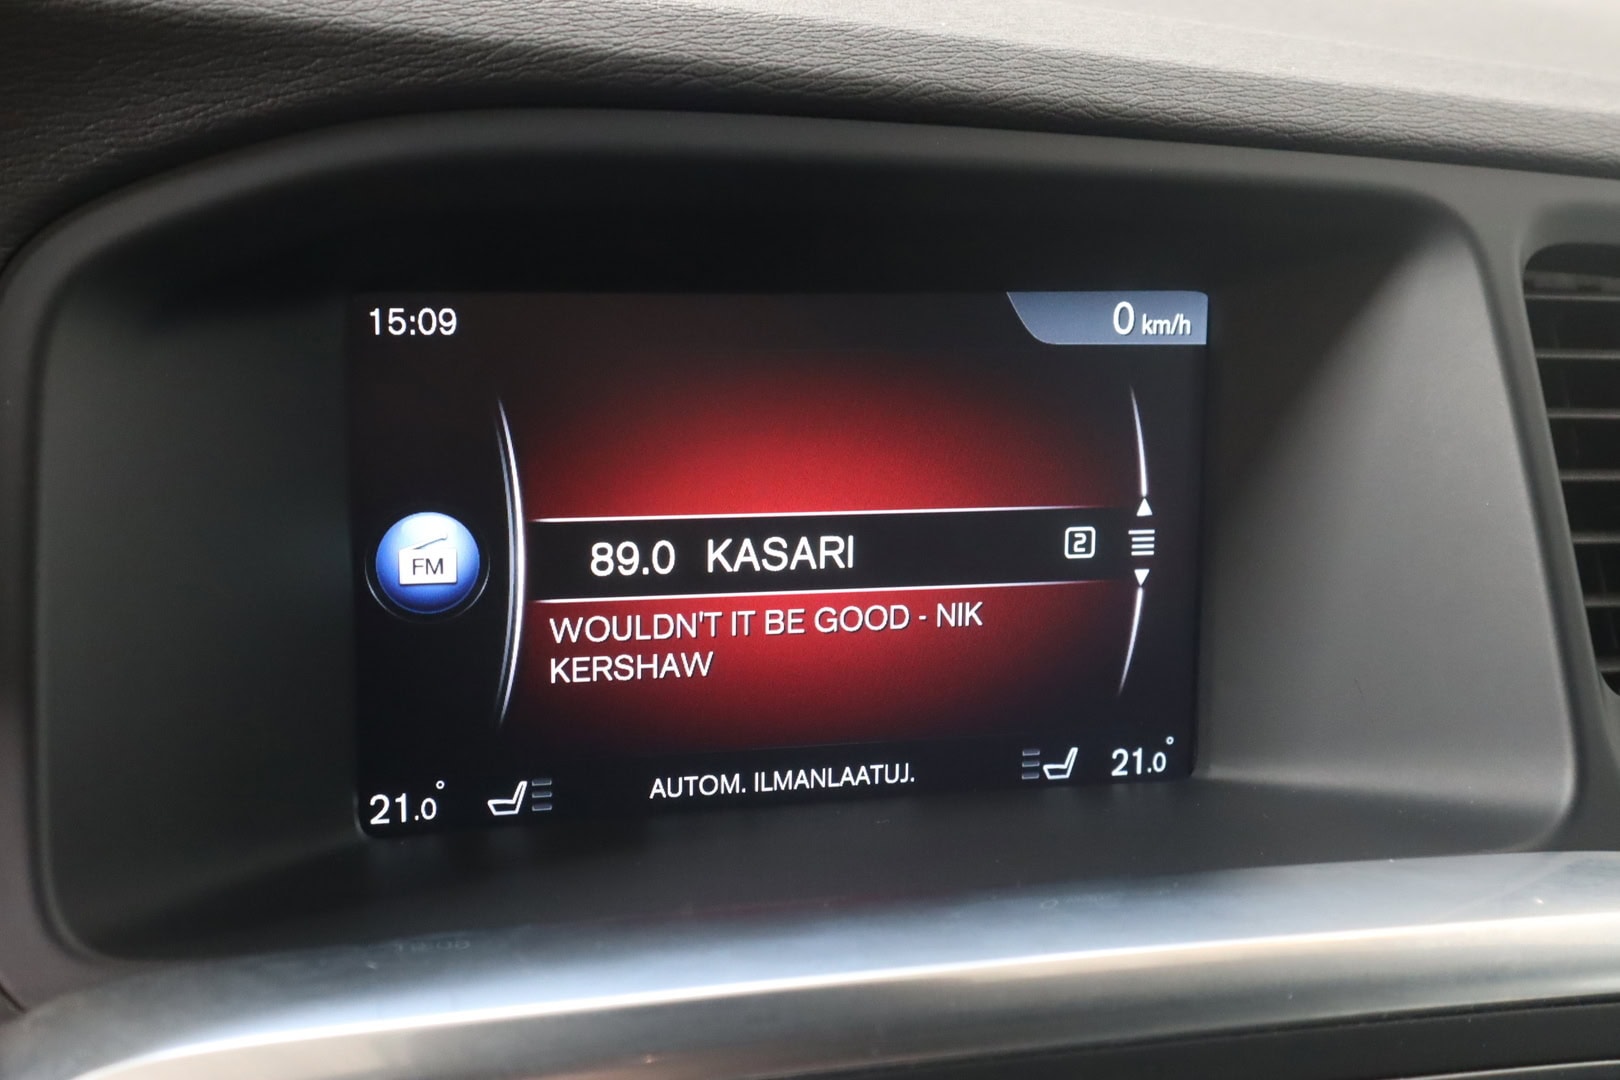 15:09
0 km/h
FM
89.0 KASARI 2
WOULDN'T IT BE GOOD - NIK
KERSHAW
21.0° AUTOM. ILMANLAATUJ. 21.0°